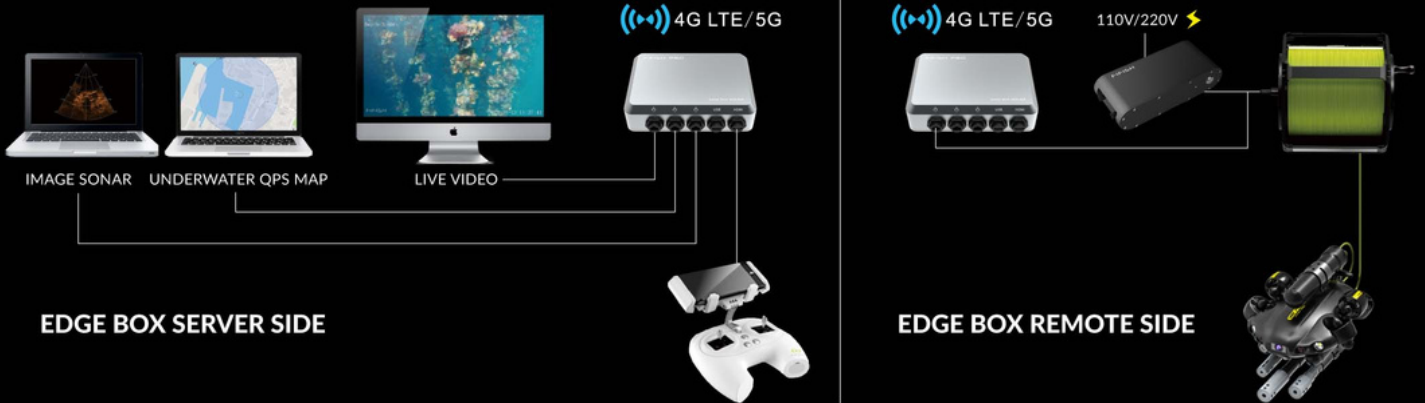 4G LTE/5G
IMAGE SONAR
UNDERWATER QPS MAP
LIVE VIDEO
EDGE BOX SERVER SIDE
4G LTE/5G
110V/220V
EDGE BOX REMOTE SIDE